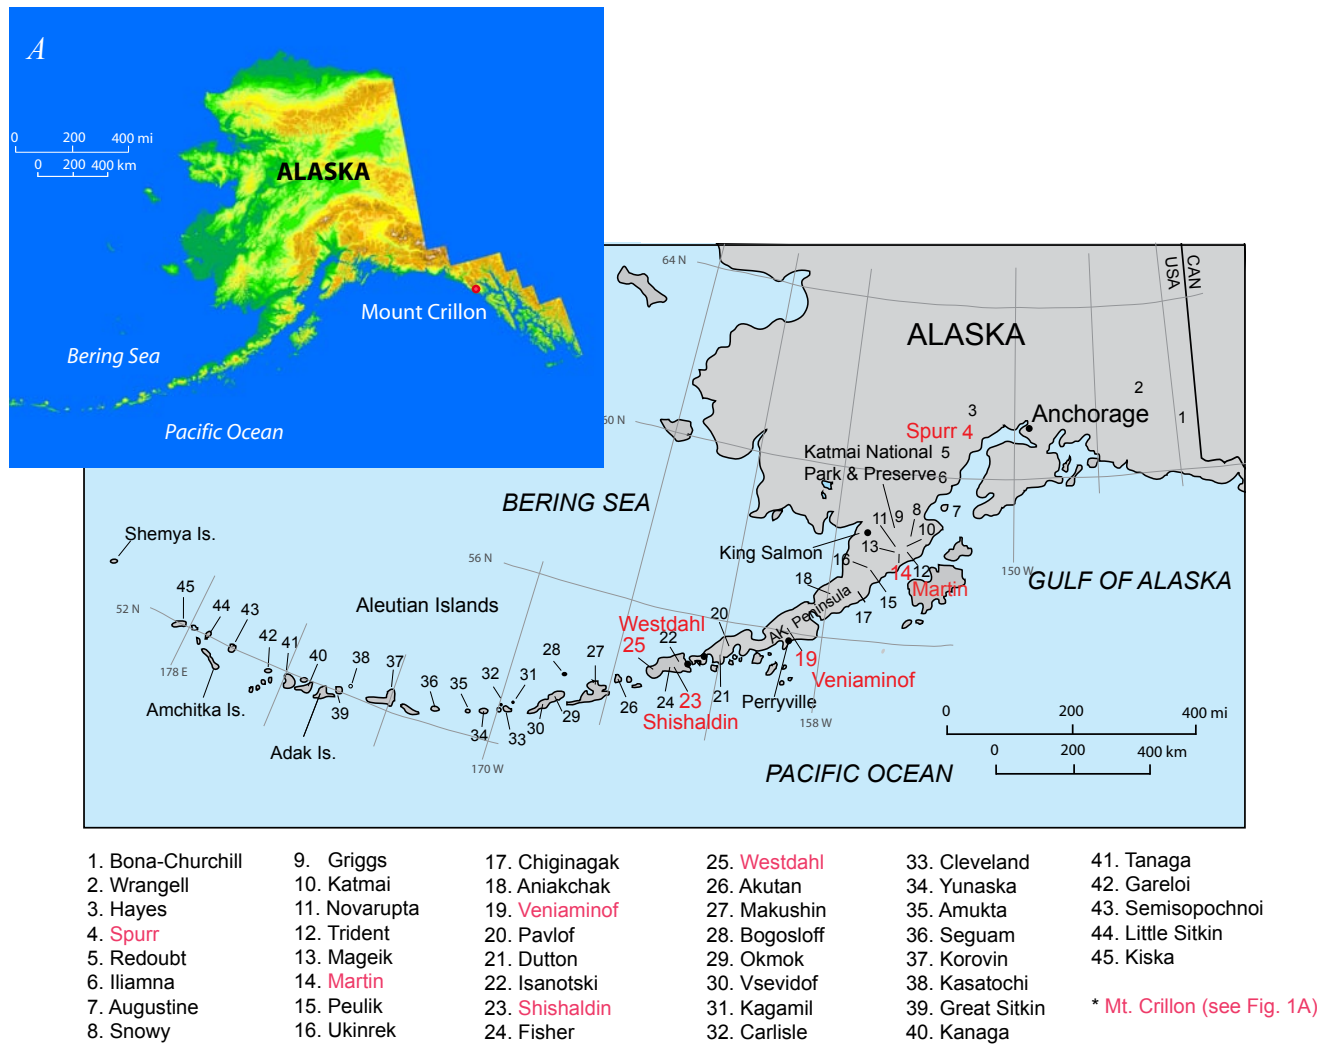 A
0 200 400 mi
0 200 400 km
ALASKA
Mount Crillon
Bering Sea
Pacific Ocean
64 N
USA
CAN
ALASKA
2
3
Anchorage
1
60 N
Spurr 4
Katmai National 5
Park & Preserve 6
BERING SEA
11 9 8 7
10
Shemya Is.
King Salmon 13
56 N
16
14 12
150 W
GULF OF ALASKA
18
Martin
45
52 N
44 43
Aleutian Islands
15
17
AK. Peninsula
20
Westdahl
25 22
42 41
28 27
19
178 E
40 38 37
Veniaminof
36 35 32 31
24 23 21
Perryville
Amchitka Is.
39
26
29
30
Shishaldin
158 W
0 200 400 mi
34 33
Adak Is.
0 200 400 km
170 W
PACIFIC OCEAN
1. Bona-Churchill
2. Wrangell
3. Hayes
4. Spurr
5. Redoubt
6. Iliamna
7. Augustine
8. Snowy
9. Griggs
10. Katmai
11. Novarupta
12. Trident
13. Mageik
14. Martin
15. Peulik
16. Ukinrek
17. Chiginagak
18. Aniakchak
19. Veniaminof
20. Pavlof
21. Dutton
22. Isanotski
23. Shishaldin
24. Fisher
25. Westdahl
26. Akutan
27. Makushin
28. Bogosloff
29. Okmok
30. Vsevidof
31. Kagamil
32. Carlisle
33. Cleveland
34. Yunaska
35. Amukta
36. Seguam
37. Korovin
38. Kasatochi
39. Great Sitkin
40. Kanaga
41. Tanaga
42. Gareloi
43. Semisopochnoi
44. Little Sitkin
45. Kiska
* Mt. Crillon (see Fig. 1A)